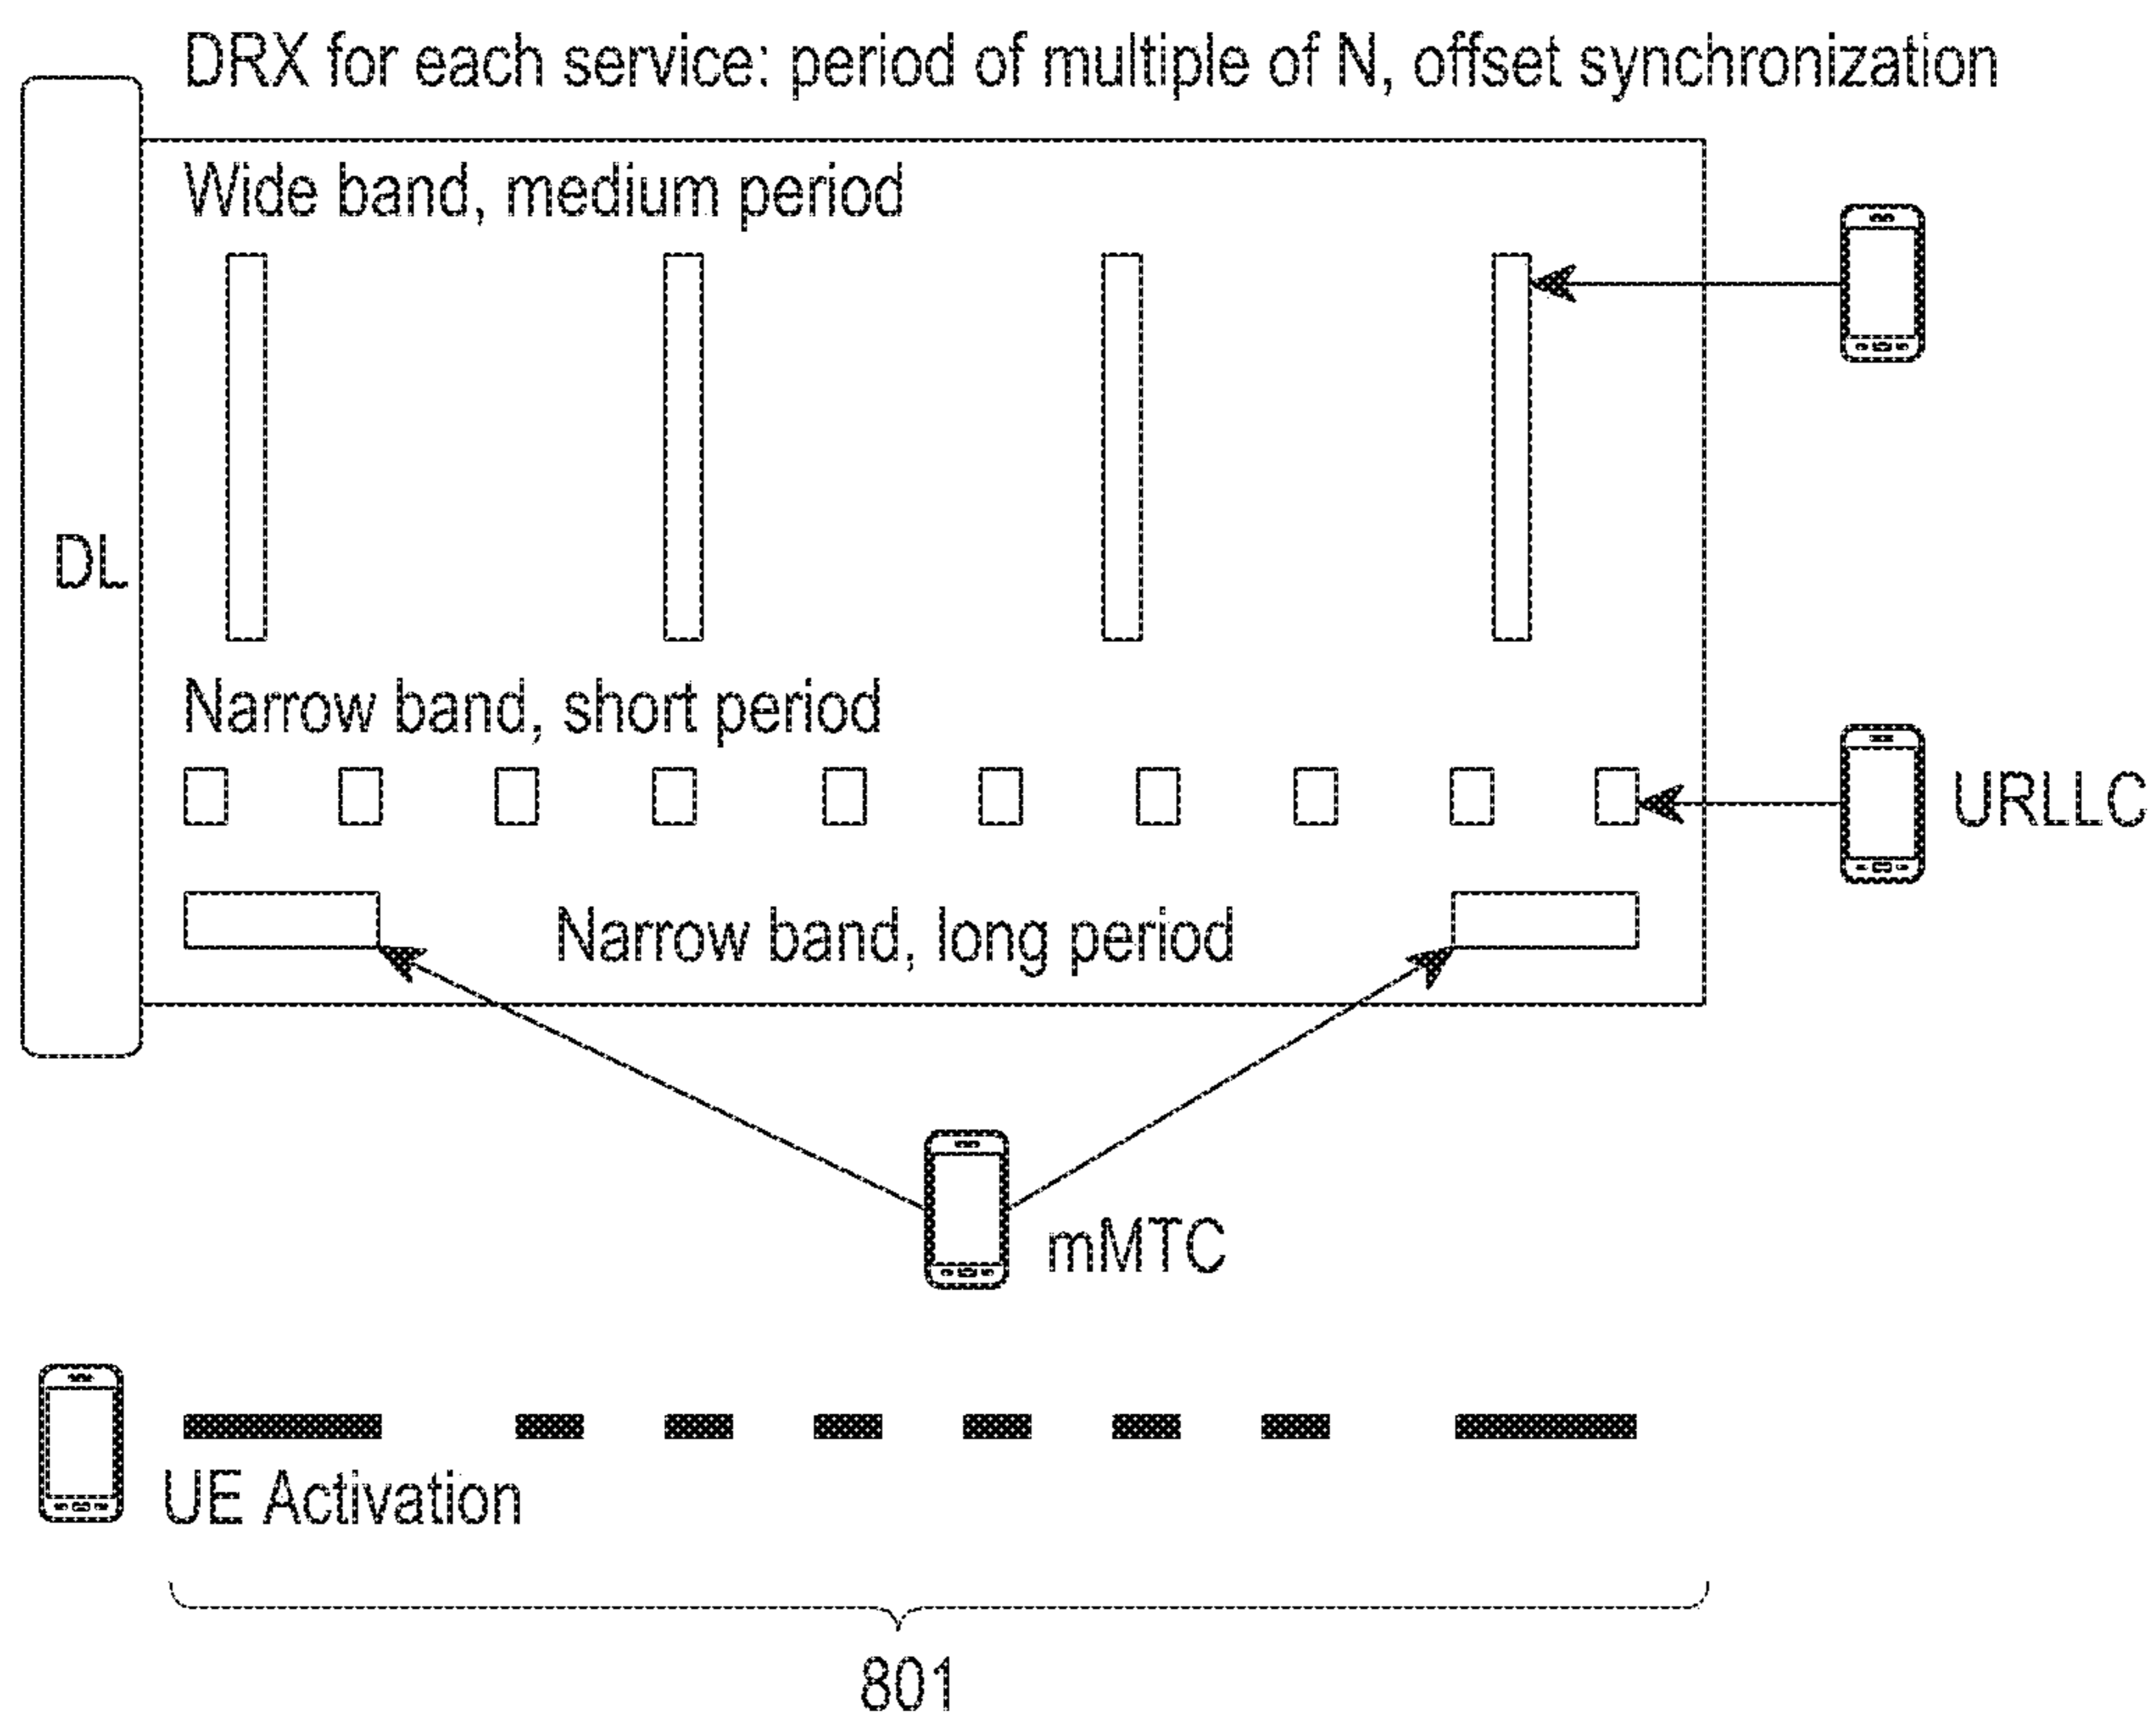 DRX for each service: period of multiple of N, offset synchronization
Wide band, medium period
DL
Narrow band, short period
URLLC
Narrow band, long period
mMTC
UE Activation
801